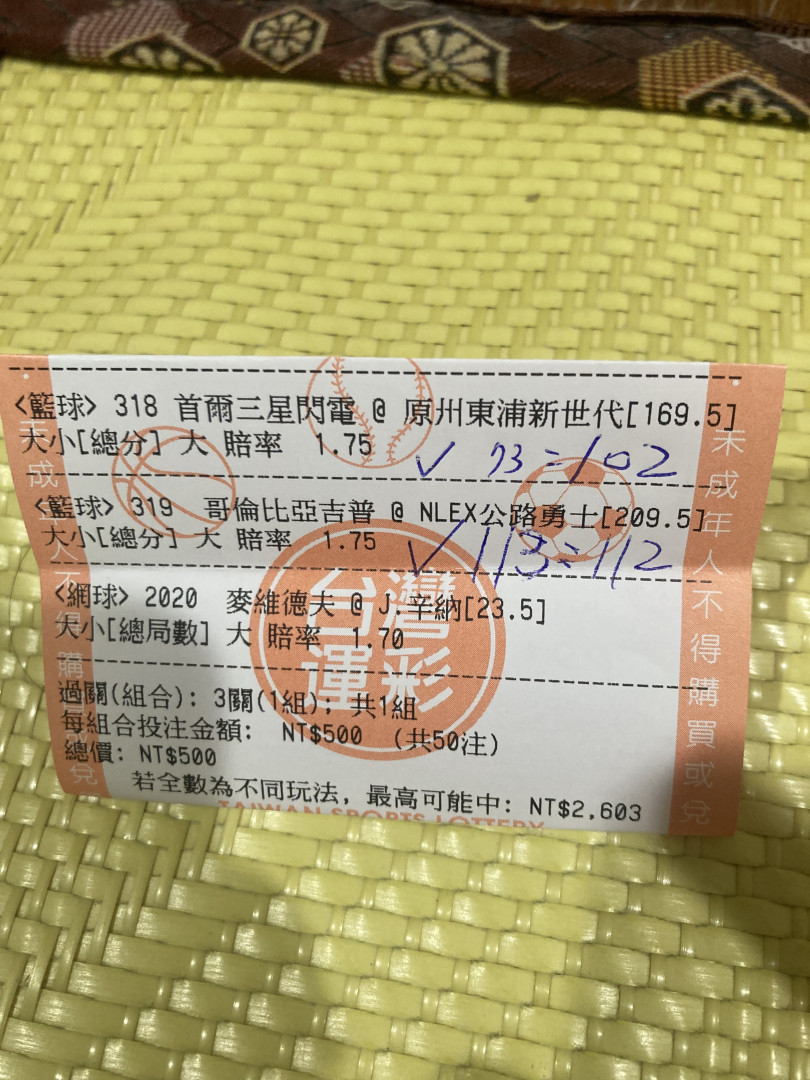 <籃球> 318 首爾三星閃電 @ 原州東浦新世代[169.5]
大小[總分] 大 賠率 1.75
✓ 73=102
<籃球> 319 哥倫比亞吉普 @ NLEX公路勇士[209.5]
大小[總分] 大 賠率 1.75
✓ 113=112
<網球> 2020 麥維德夫 @ J.辛納[23.5]
大小[總局數] 大 賠率 1.70
過關(組合): 3關(1組); 共1組
每組合投注金額: NT$500 (共50注)
總價: NT$500
若全數為不同玩法, 最高可能中: NT$2,603
台灣
運彩
TAIWAN SPORTS LOTTERY
未成年人不得購買或兌